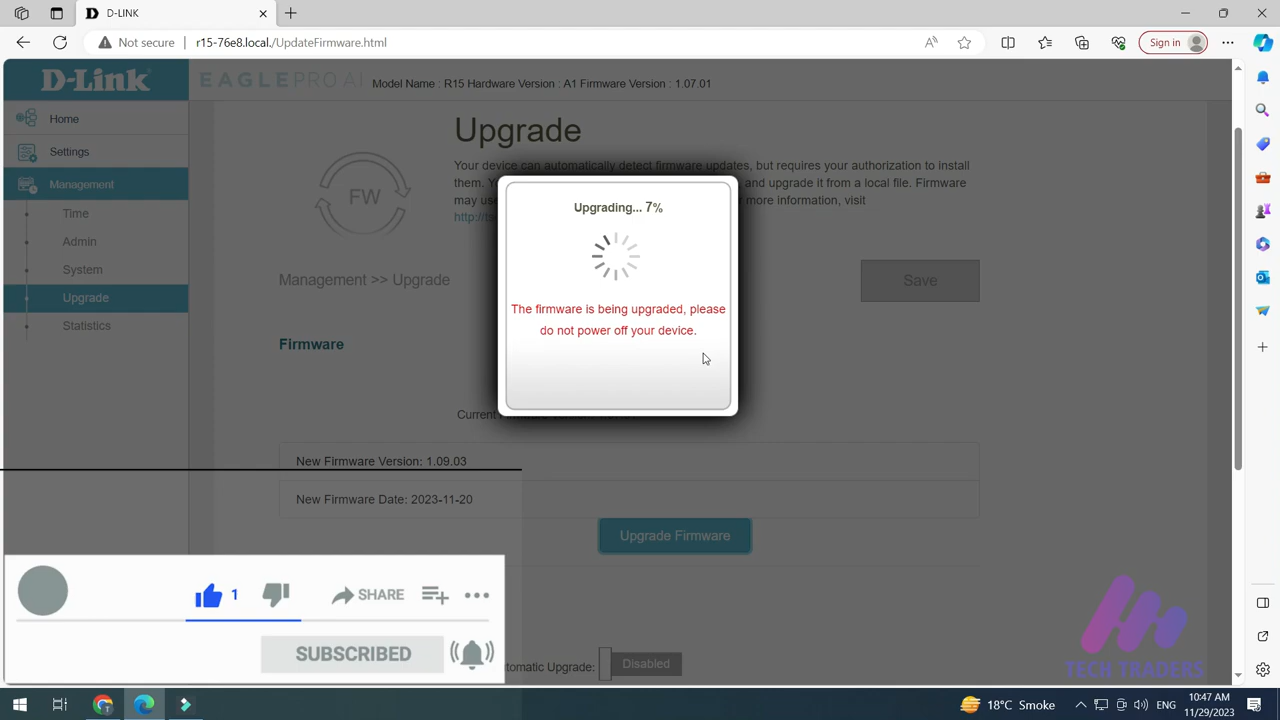 D-LINK
Not secure
r15-76e8.local./UpdateFirmware.html
Sign in
D-Link
EAGLE PRO AI
Model Name : R15 Hardware Version : A1 Firmware Version : 1.07.01
Home
Settings
Management
Time
Admin
System
Upgrade
Statistics
Upgrade
FW
Your device can automatically detect firmware updates, but requires your authorization to install
them.
and upgrade it from a local file. Firmware
more information, visit
Management >> Upgrade
Save
Upgrading... 7%
The firmware is being upgraded, please
do not power off your device.
Firmware
Current
New Firmware Version: 1.09.03
New Firmware Date: 2023-11-20
Upgrade Firmware
Upgrade:
Disabled
1
SHARE
SUBSCRIBED
TECH TRADERS
18°C Smoke
ENG
10:47 AM
11/29/2023